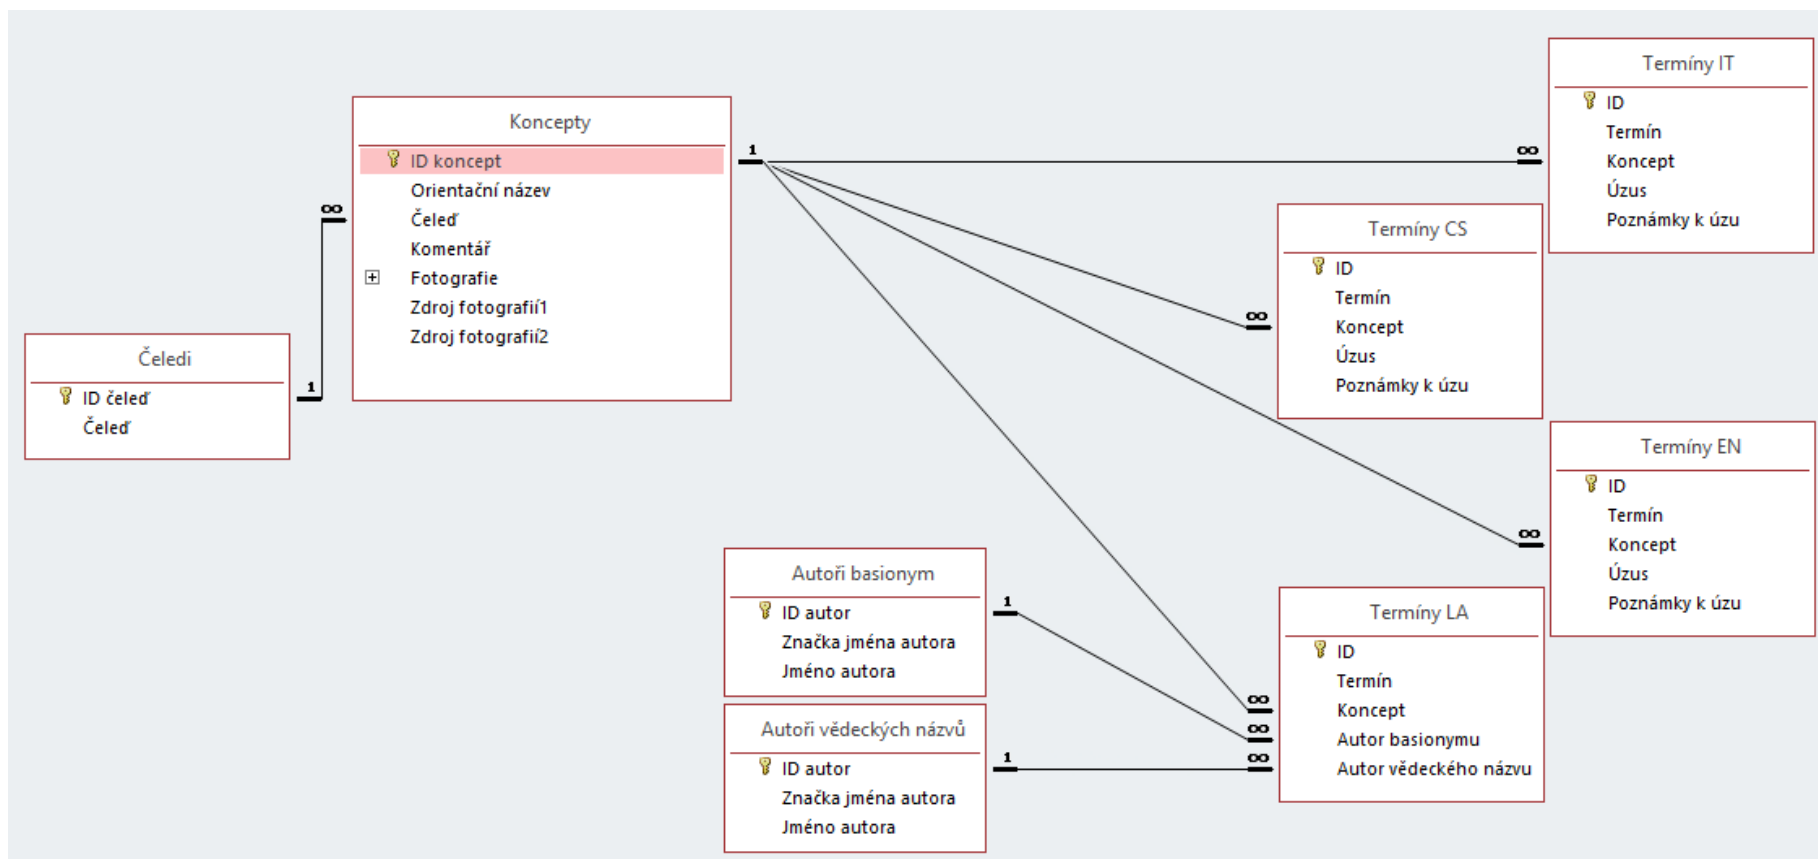 Koncepty
ID koncept
Orientační název
Čeleď
Komentář
Fotografie
Zdroj fotografií1
Zdroj fotografií2
1
∞
Čeledi
ID čeleď
Čeleď
1
∞
Termíny IT
ID
Termín
Koncept
Úzus
Poznámky k úzu
∞
Termíny CS
ID
Termín
Koncept
Úzus
Poznámky k úzu
∞
Termíny EN
ID
Termín
Koncept
Úzus
Poznámky k úzu
∞
Autoři basionym
ID autor
Značka jména autora
Jméno autora
1
Autoři vědeckých názvů
ID autor
Značka jména autora
Jméno autora
1
Termíny LA
ID
Termín
Koncept
Autor basionymu
Autor vědeckého názvu
∞
∞
∞